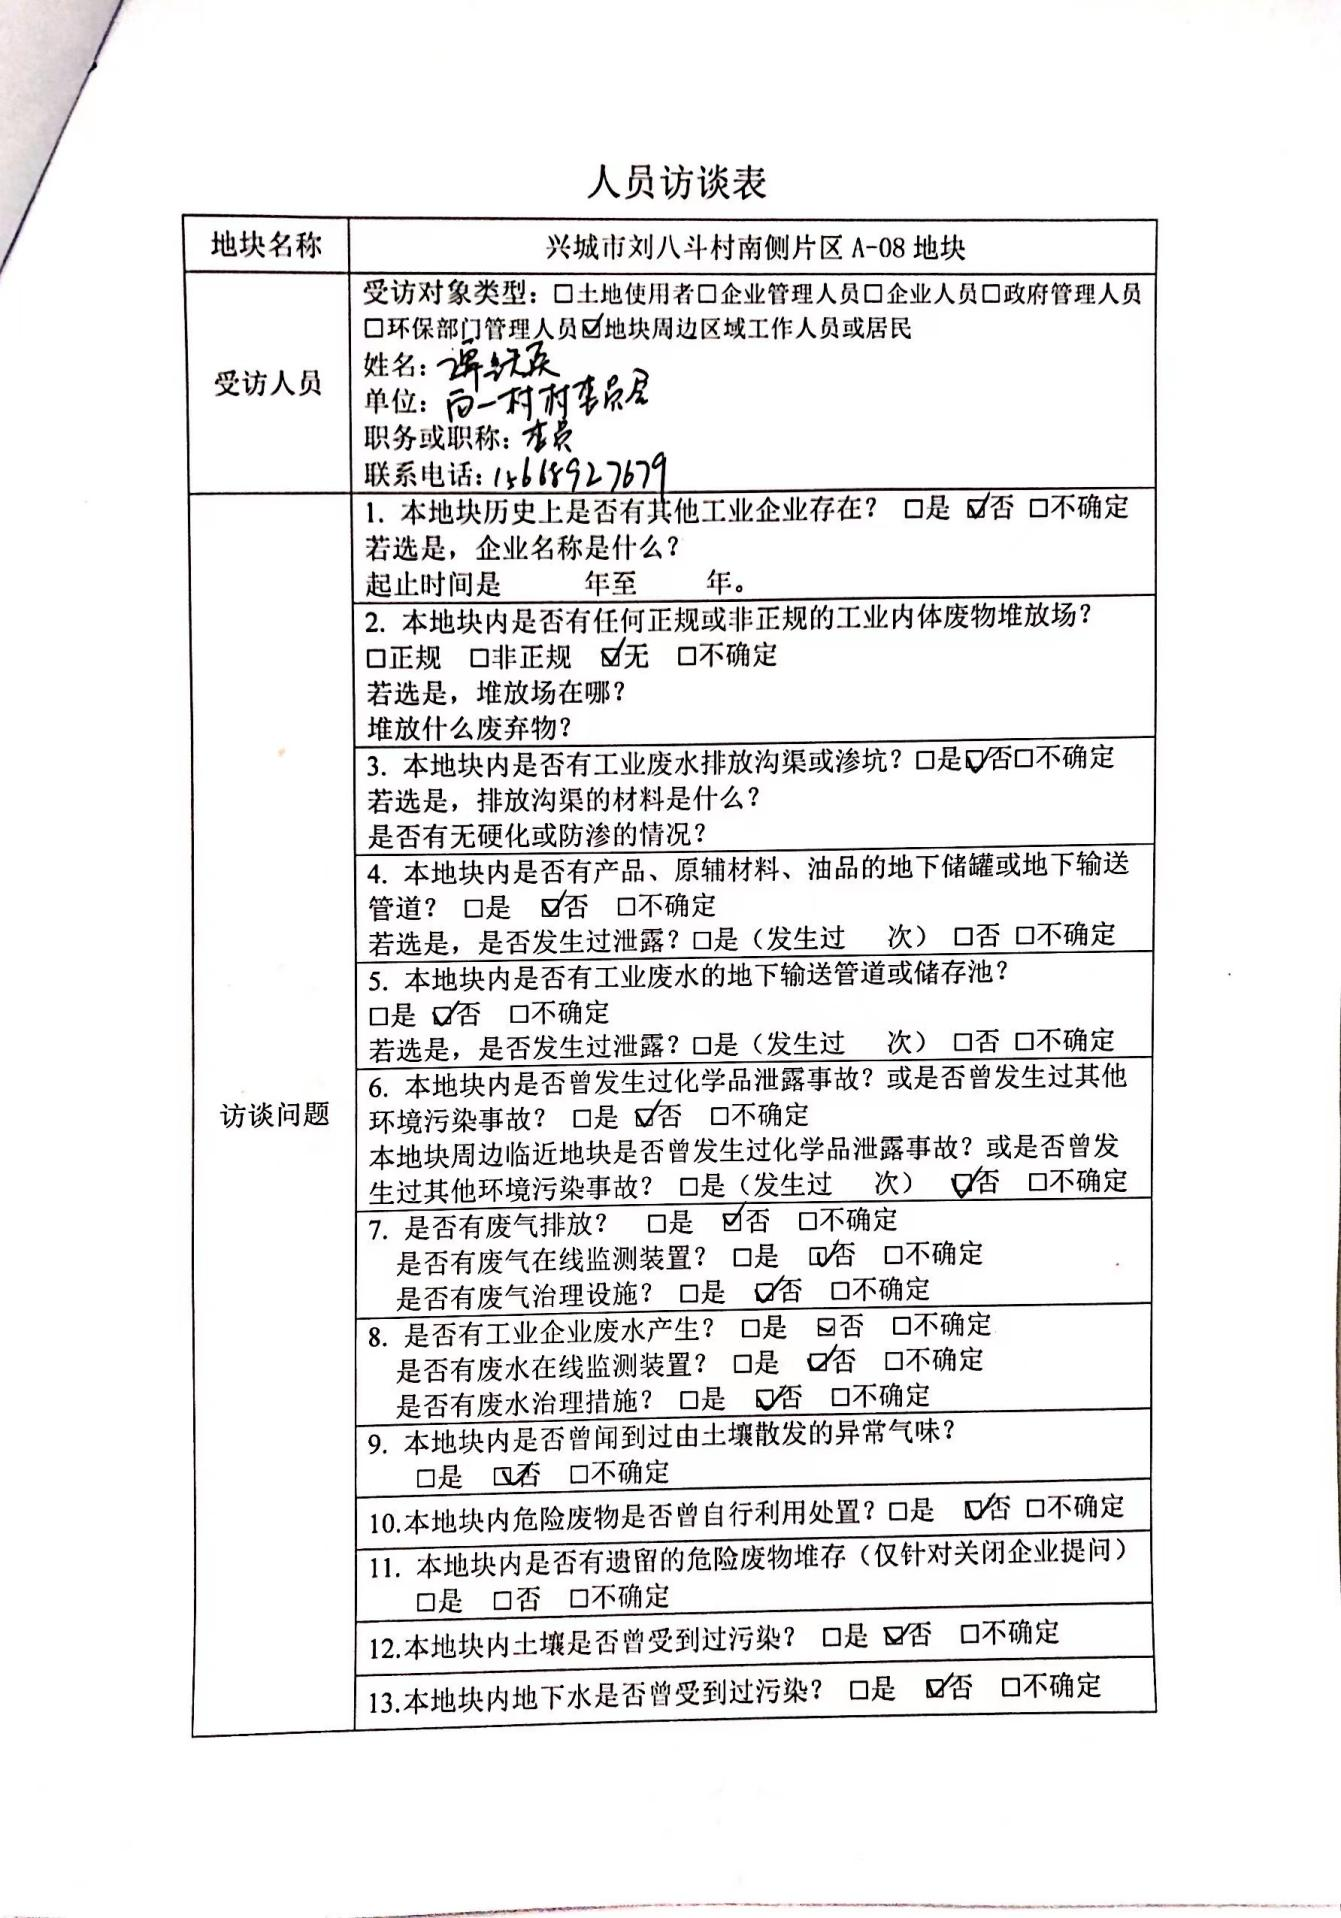 人员访谈表
地块名称
兴城市刘八斗村南侧片区 A-08 地块
受访人员
受访对象类型：□土地使用者□企业管理人员□企业人员□政府管理人员
□环保部门管理人员☑地块周边区域工作人员或居民
姓名：谭
单位：一村村委员会
职务或职称：委员
联系电话：15668927679
访谈问题
1. 本地块历史上是否有其他工业企业存在？ □是 ☑否 □不确定
若选是，企业名称是什么？
起止时间是 年至 年。
2. 本地块内是否有任何正规或非正规的工业内体废物堆放场？
□正规 □非正规 ☑无 □不确定
若选是，堆放场在哪？
堆放什么废弃物？
3. 本地块内是否有工业废水排放沟渠或渗坑？□是☑否□不确定
若选是，排放沟渠的材料是什么？
是否有无硬化或防渗的情况？
4. 本地块内是否有产品、原辅材料、油品的地下储罐或地下输送
管道？ □是 ☑否 □不确定
若选是，是否发生过泄露？□是（发生过 次） □否 □不确定
5. 本地块内是否有工业废水的地下输送管道或储存池？
□是 ☑否 □不确定
若选是，是否发生过泄露？□是（发生过 次） □否 □不确定
6. 本地块内是否曾发生过化学品泄露事故？或是否曾发生过其他
环境污染事故？ □是 ☑否 □不确定
本地块周边临近地块是否曾发生过化学品泄露事故？或是否曾发
生过其他环境污染事故？ □是（发生过 次） ☑否 □不确定
7. 是否有废气排放？ □是 ☑否 □不确定
是否有废气在线监测装置？ □是 ☑否 □不确定
是否有废气治理设施？ □是 ☑否 □不确定
8. 是否有工业企业废水产生？ □是 ☑否 □不确定
是否有废水在线监测装置？ □是 ☑否 □不确定
是否有废水治理措施？ □是 ☑否 □不确定
9. 本地块内是否曾闻到过由土壤散发的异常气味？
□是 ☑否 □不确定
10.本地块内危险废物是否曾自行利用处置？□是 ☑否 □不确定
11. 本地块内是否有遗留的危险废物堆存（仅针对关闭企业提问）
□是 □否 □不确定
12.本地块内土壤是否曾受到过污染？ □是 ☑否 □不确定
13.本地块内地下水是否曾受到过污染？ □是 ☑否 □不确定